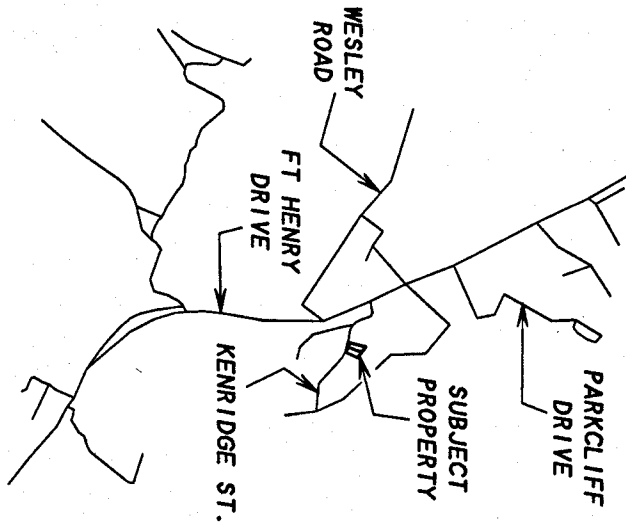 WESLEY
ROAD
FT HENRY
DRIVE
PARKCLIFF
DRIVE
SUBJECT
PROPERTY
KENRIDGE ST.